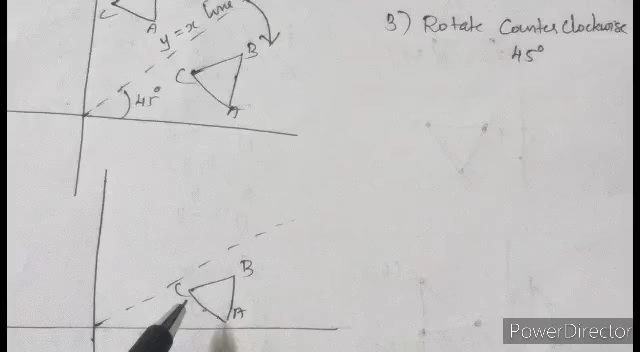 C
A
y = x line
B
C
A
45°
3) Rotate Counter Clockwise
45°
B
C
A
PowerDirector